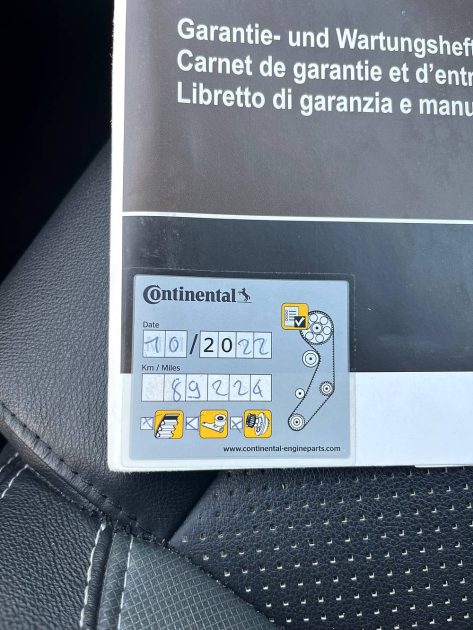 Garantie- und Wartungsheft
Carnet de garantie et d'entr
Libretto di garanzia e manu
Continental
Date
10/2022
Km / Miles
89224
www.continental-engineparts.com